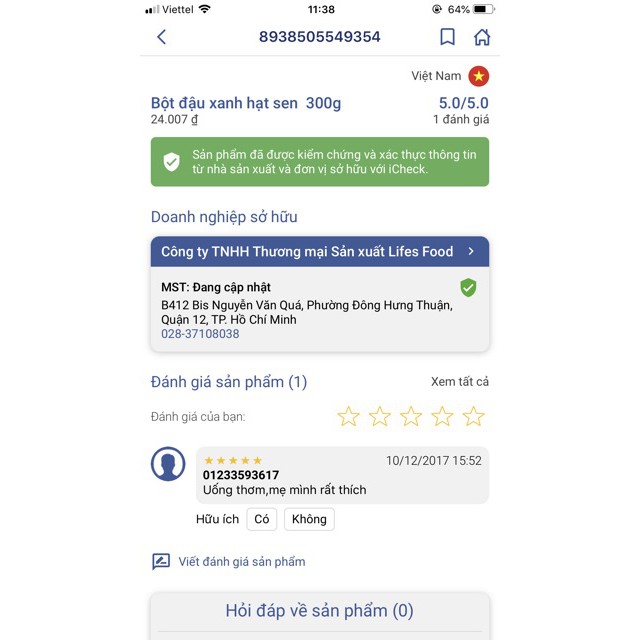 Viettel 11:38 64%
8938505549354
Việt Nam
Bột đậu xanh hạt sen 300g 5.0/5.0
24.007 ₫ 1 đánh giá
Sản phẩm đã được kiểm chứng và xác thực thông tin
từ nhà sản xuất và đơn vị sở hữu với iCheck.
Doanh nghiệp sở hữu
Công ty TNHH Thương mại Sản xuất Lifes Food
MST: Đang cập nhật
B412 Bis Nguyễn Văn Quá, Phường Đông Hưng Thuận,
Quận 12, TP. Hồ Chí Minh
028-37108038
Đánh giá sản phẩm (1) Xem tất cả
Đánh giá của bạn:
10/12/2017 15:52
01233593617
Uống thơm,mẹ mình rất thích
Hữu ích Có Không
Viết đánh giá sản phẩm
Hỏi đáp về sản phẩm (0)